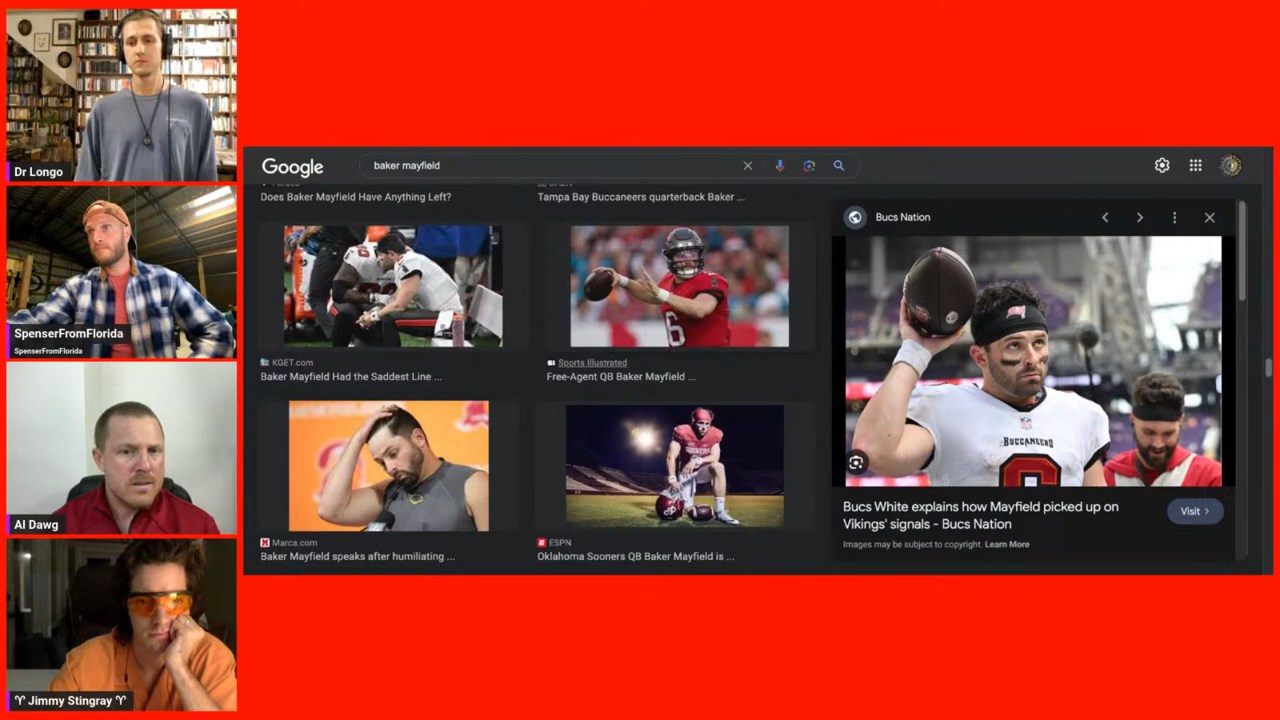 Dr Longo
SpenserFromFlorida
SpenserFromFlorida
Al Dawg
♈ Jimmy Stingray ♈
Google
baker mayfield
Does Baker Mayfield Have Anything Left?
Tampa Bay Buccaneers quarterback Baker ...
KGET.com
Baker Mayfield Had the Saddest Line ...
Sports Illustrated
Free-Agent QB Baker Mayfield ...
6
Marca.com
Baker Mayfield speaks after humiliating ...
ESPN
Oklahoma Sooners QB Baker Mayfield is ...
Bucs Nation
BUCCANEERS
Bucs White explains how Mayfield picked up on
Vikings' signals - Bucs Nation
Visit
Images may be subject to copyright. Learn More